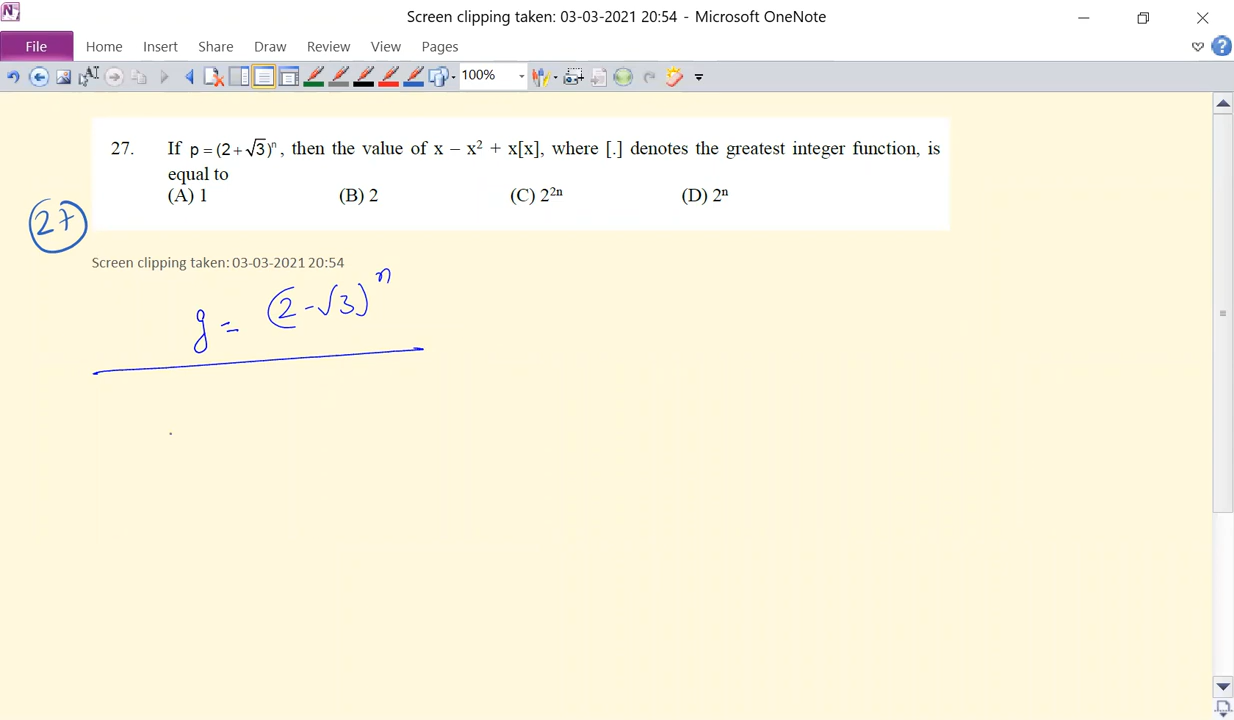 Screen clipping taken: 03-03-2021 20:54 - Microsoft OneNote
File Home Insert Share Draw Review View Pages
100%
27. If p = (2 + √3)ⁿ, then the value of x − x² + x[x], where [.] denotes the greatest integer function, is
equal to
(A) 1 (B) 2 (C) 2²ⁿ (D) 2ⁿ
27
Screen clipping taken: 03-03-2021 20:54
y = (2 - √3)ⁿ